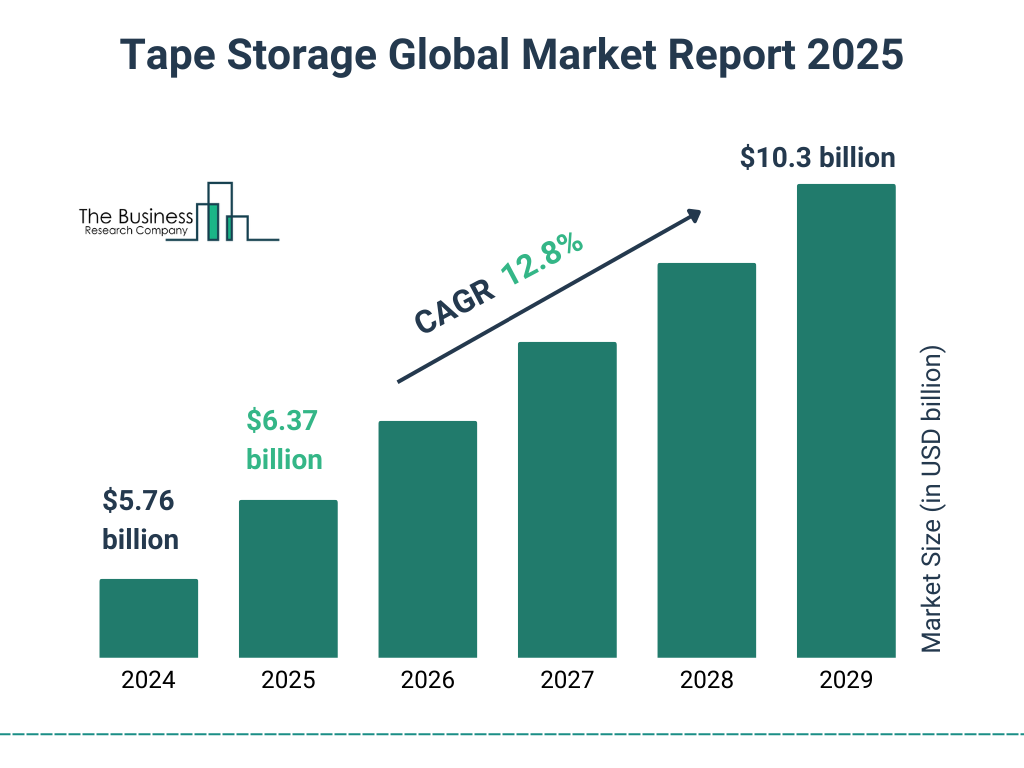 Tape Storage Global Market Report 2025
The Business
Research Company
$10.3 billion
CAGR 12.8%
$6.37
billion
$5.76
billion
Market Size (in USD billion)
2024 2025 2026 2027 2028 2029